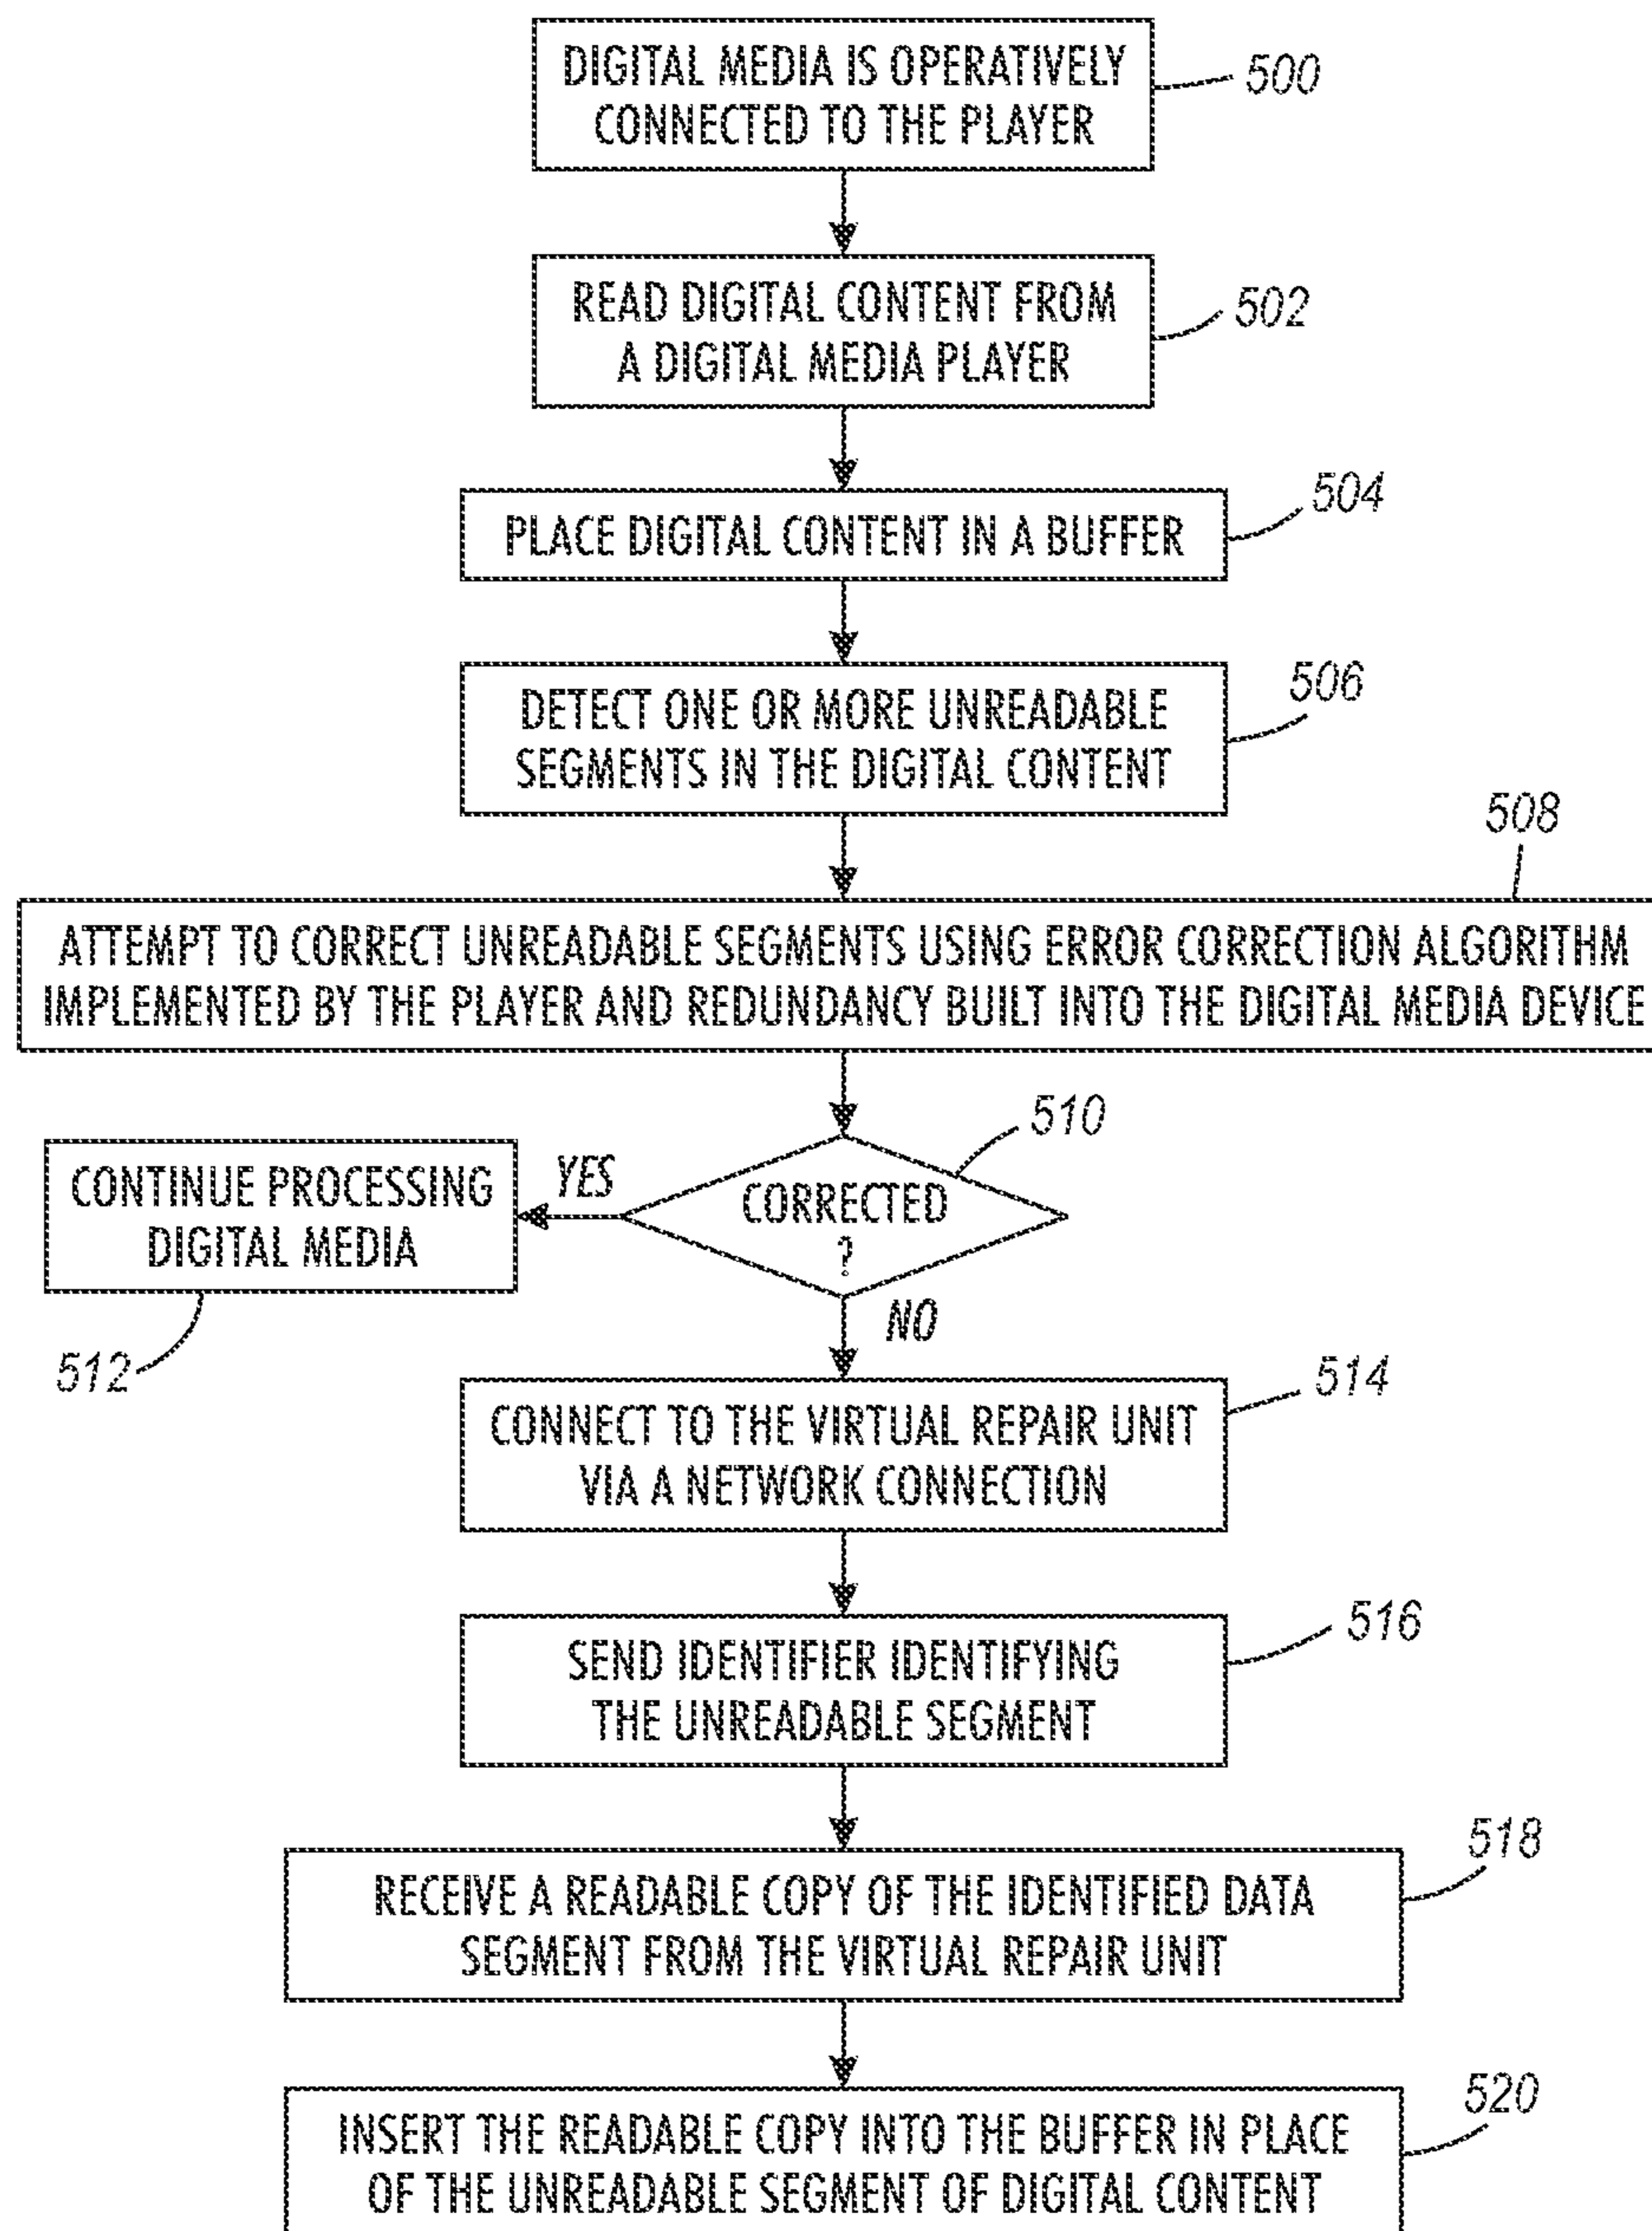 DIGITAL MEDIA IS OPERATIVELY
CONNECTED TO THE PLAYER
500
READ DIGITAL CONTENT FROM
A DIGITAL MEDIA PLAYER
502
PLACE DIGITAL CONTENT IN A BUFFER
504
DETECT ONE OR MORE UNREADABLE
SEGMENTS IN THE DIGITAL CONTENT
506
508
ATTEMPT TO CORRECT UNREADABLE SEGMENTS USING ERROR CORRECTION ALGORITHM
IMPLEMENTED BY THE PLAYER AND REDUNDANCY BUILT INTO THE DIGITAL MEDIA DEVICE
510
CORRECTED
?
YES
CONTINUE PROCESSING
DIGITAL MEDIA
512
NO
CONNECT TO THE VIRTUAL REPAIR UNIT
VIA A NETWORK CONNECTION
514
SEND IDENTIFIER IDENTIFYING
THE UNREADABLE SEGMENT
516
RECEIVE A READABLE COPY OF THE IDENTIFIED DATA
SEGMENT FROM THE VIRTUAL REPAIR UNIT
518
INSERT THE READABLE COPY INTO THE BUFFER IN PLACE
OF THE UNREADABLE SEGMENT OF DIGITAL CONTENT
520